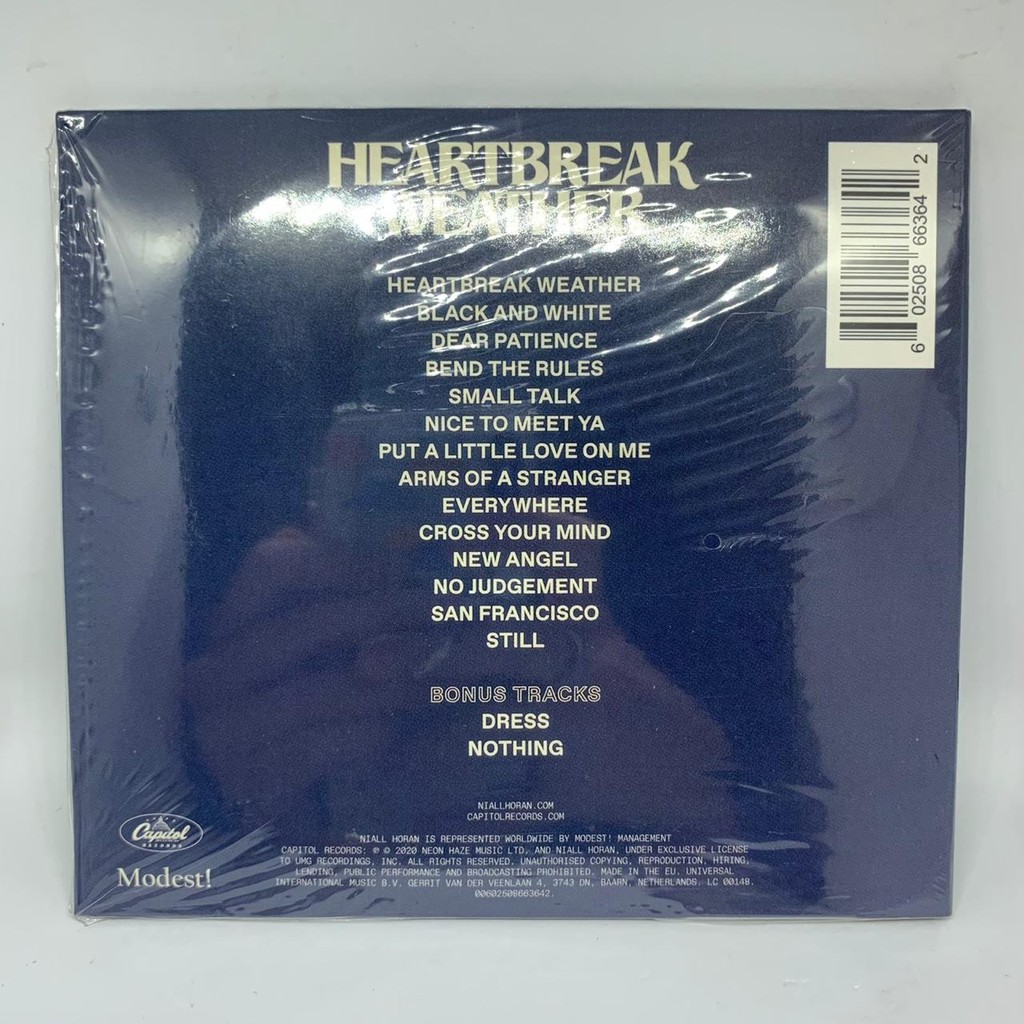 HEARTBREAK
WEATHER
6 02508 66364 2
HEARTBREAK WEATHER
BLACK AND WHITE
DEAR PATIENCE
BEND THE RULES
SMALL TALK
NICE TO MEET YA
PUT A LITTLE LOVE ON ME
ARMS OF A STRANGER
EVERYWHERE
CROSS YOUR MIND
NEW ANGEL
NO JUDGEMENT
SAN FRANCISCO
STILL
BONUS TRACKS
DRESS
NOTHING
NIALLHORAN.COM
CAPITOLRECORDS.COM
Capitol
RECORDS
Modest!
NIALL HORAN IS REPRESENTED WORLDWIDE BY MODEST! MANAGEMENT
CAPITOL RECORDS: ℗ © 2020 NEON HAZE MUSIC LTD. AND NIALL HORAN, UNDER EXCLUSIVE LICENSE
TO UMG RECORDINGS, INC. ALL RIGHTS RESERVED. UNAUTHORISED COPYING, REPRODUCTION, HIRING,
LENDING, PUBLIC PERFORMANCE AND BROADCASTING PROHIBITED. MADE IN THE EU. UNIVERSAL
INTERNATIONAL MUSIC B.V. GERRIT VAN DER VEENLAAN 4, 3743 DN, BAARN, NETHERLANDS. LC 00148.
00602508663642.